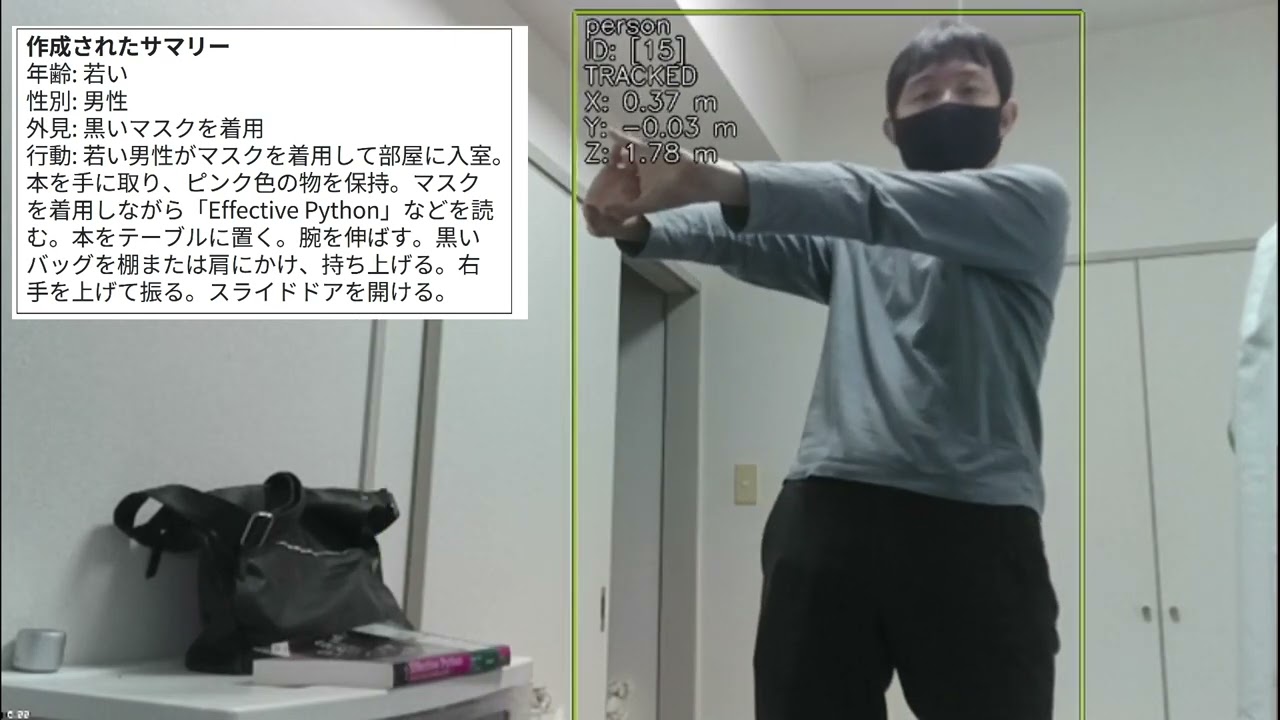 作成されたサマリー
年齢: 若い
性別: 男性
外見: 黒いマスクを着用
行動: 若い男性がマスクを着用して部屋に入室。
本を手に取り、ピンク色の物を保持。マスク
を着用しながら「Effective Python」などを読
む。本をテーブルに置く。腕を伸ばす。黒い
バッグを棚または肩にかけ、持ち上げる。右
手を上げて振る。スライドドアを開ける。
person
ID: [15]
TRACKED
X: 0.37 m
Y: -0.03 m
Z: 1.78 m
Effective Python